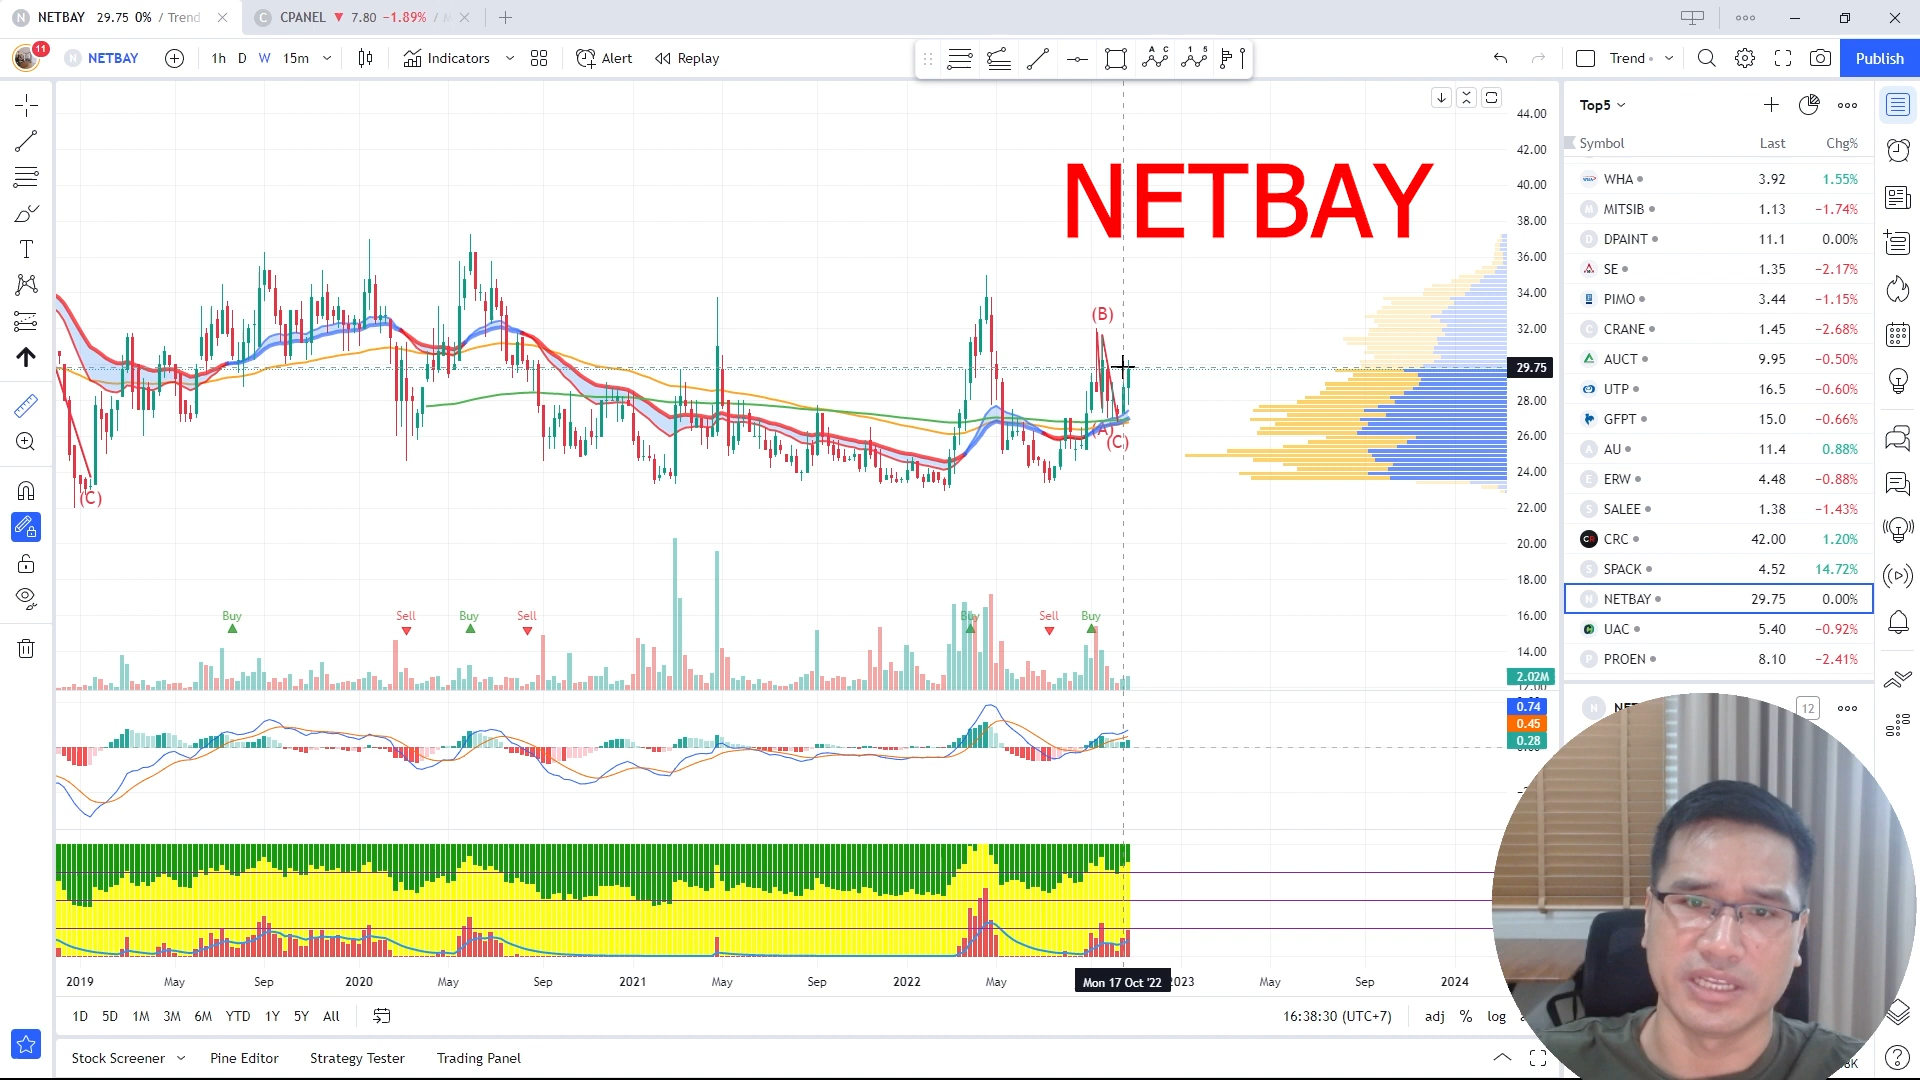 NETBAY 29.75 0% / Trend
CPANEL ▼ 7.80 −1.89% /
11
NETBAY
1h D W 15m
Indicators
Alert
Replay
Trend
Publish
NETBAY
(B)
(A)
(C)
(C)
Buy Sell Buy Sell Buy Sell Buy
44.00
42.00
40.00
38.00
36.00
34.00
32.00
29.75
28.00
26.00
24.00
22.00
20.00
18.00
16.00
14.00
2.02M
12.00
0.74
0.45
0.28
2019 May Sep 2020 May Sep 2021 May Sep 2022 May Mon 17 Oct '22 2023 May Sep 2024
1D 5D 1M 3M 6M YTD 1Y 5Y All
16:38:30 (UTC+7) adj % log
Stock Screener Pine Editor Strategy Tester Trading Panel
Top5
Symbol Last Chg%
WHA 3.92 1.55%
MITSIB 1.13 −1.74%
DPAINT 11.1 0.00%
SE 1.35 −2.17%
PIMO 3.44 −1.15%
CRANE 1.45 −2.68%
AUCT 9.95 −0.50%
UTP 16.5 −0.60%
GFPT 15.0 −0.66%
AU 11.4 0.88%
ERW 4.48 −0.88%
SALEE 1.38 −1.43%
CRC 42.00 1.20%
SPACK 4.52 14.72%
NETBAY 29.75 0.00%
UAC 5.40 −0.92%
PROEN 8.10 −2.41%
12